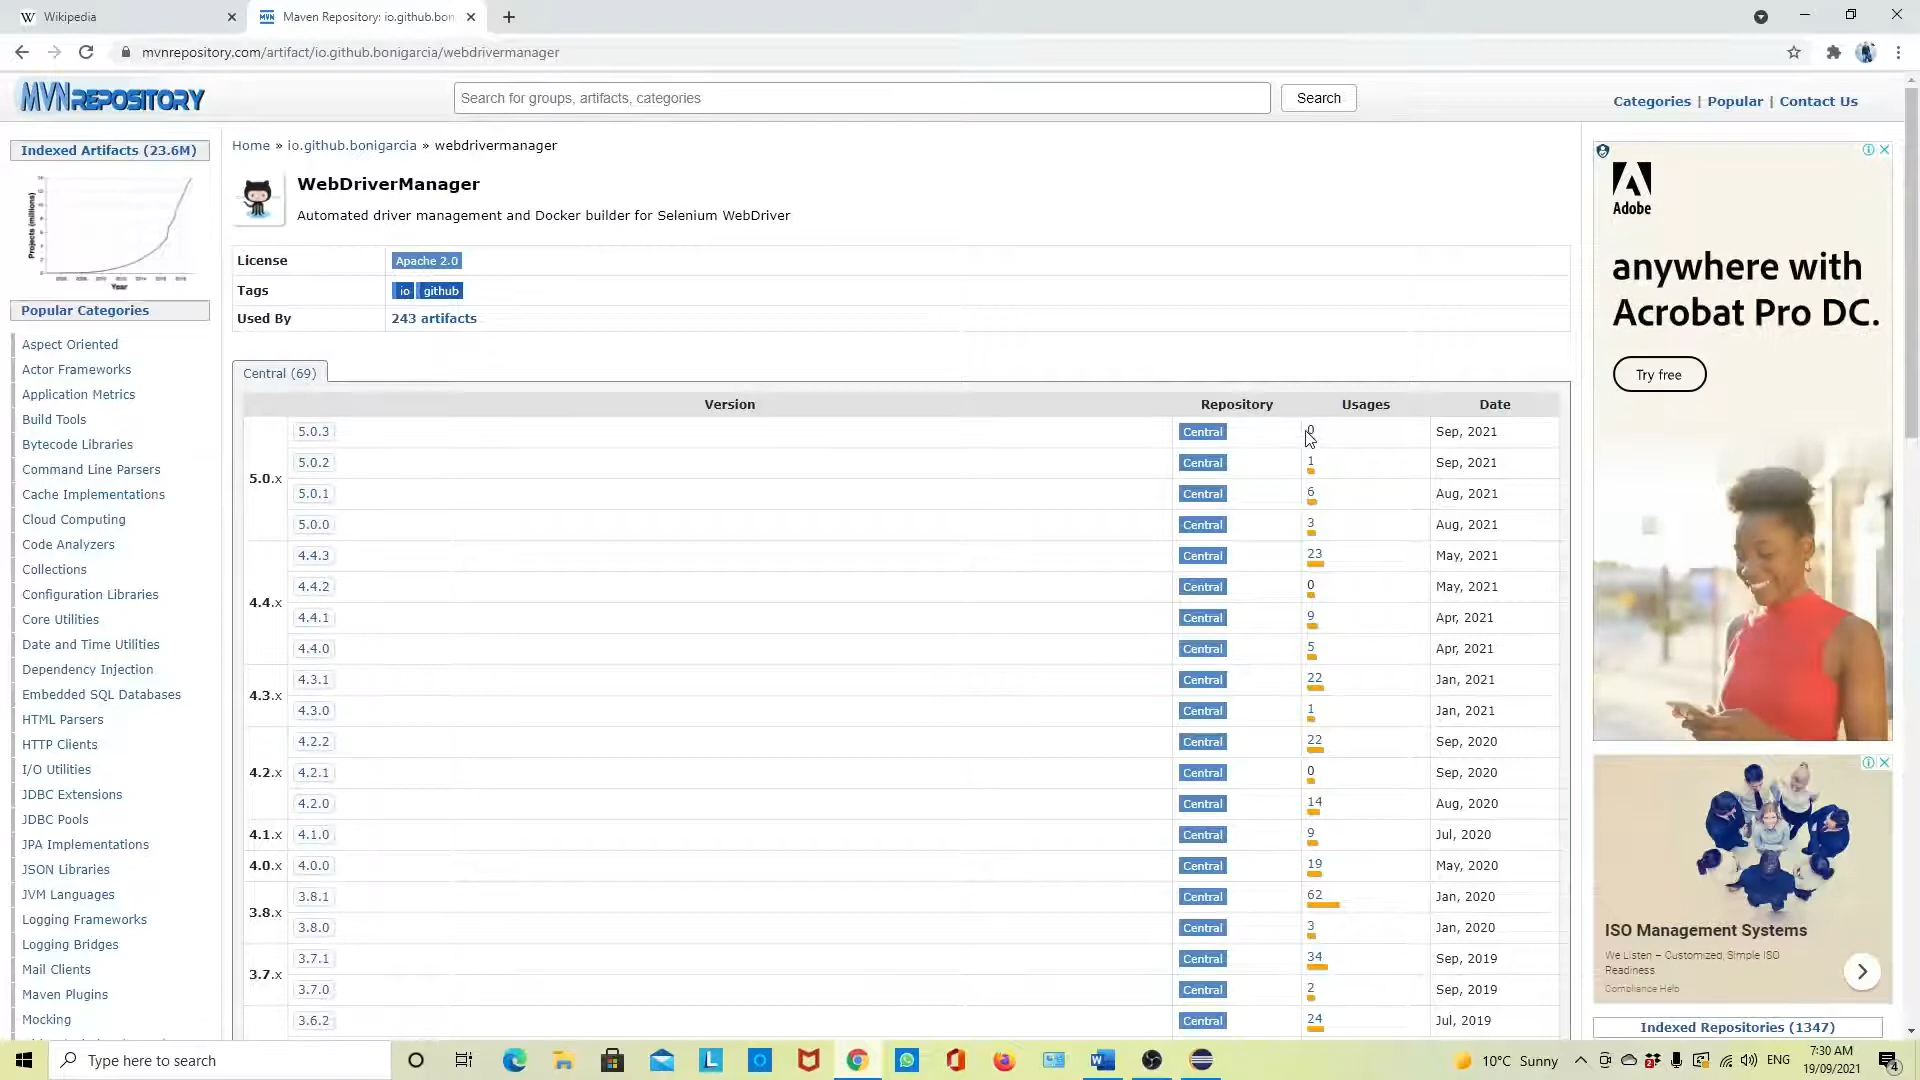 Wikipedia
Maven Repository: io.github.bon
mvnrepository.com/artifact/io.github.bonigarcia/webdrivermanager
MVNREPOSITORY
Search for groups, artifacts, categories
Search
Categories | Popular | Contact Us
Indexed Artifacts (23.6M)
Projects (millions)
Year
Popular Categories
Aspect Oriented
Actor Frameworks
Application Metrics
Build Tools
Bytecode Libraries
Command Line Parsers
Cache Implementations
Cloud Computing
Code Analyzers
Collections
Configuration Libraries
Core Utilities
Date and Time Utilities
Dependency Injection
Embedded SQL Databases
HTML Parsers
HTTP Clients
I/O Utilities
JDBC Extensions
JDBC Pools
JPA Implementations
JSON Libraries
JVM Languages
Logging Frameworks
Logging Bridges
Mail Clients
Maven Plugins
Mocking
Home » io.github.bonigarcia » webdrivermanager
WebDriverManager
Automated driver management and Docker builder for Selenium WebDriver
License Apache 2.0
Tags io github
Used By 243 artifacts
Central (69)
Version Repository Usages Date
5.0.x
5.0.3 Central 0 Sep, 2021
5.0.2 Central 1 Sep, 2021
5.0.1 Central 6 Aug, 2021
5.0.0 Central 3 Aug, 2021
4.4.x
4.4.3 Central 23 May, 2021
4.4.2 Central 0 May, 2021
4.4.1 Central 9 Apr, 2021
4.4.0 Central 5 Apr, 2021
4.3.x
4.3.1 Central 22 Jan, 2021
4.3.0 Central 1 Jan, 2021
4.2.x
4.2.2 Central 22 Sep, 2020
4.2.1 Central 0 Sep, 2020
4.2.0 Central 14 Aug, 2020
4.1.x 4.1.0 Central 9 Jul, 2020
4.0.x 4.0.0 Central 19 May, 2020
3.8.x
3.8.1 Central 62 Jan, 2020
3.8.0 Central 3 Jan, 2020
3.7.x
3.7.1 Central 34 Sep, 2019
3.7.0 Central 2 Sep, 2019
3.6.2 Central 24 Jul, 2019
Adobe
anywhere with
Acrobat Pro DC.
Try free
ISO Management Systems
We Listen – Customized, Simple ISO
Readiness
Compliance Help
Indexed Repositories (1347)
Type here to search
10°C Sunny
ENG
7:30 AM
19/09/2021
4